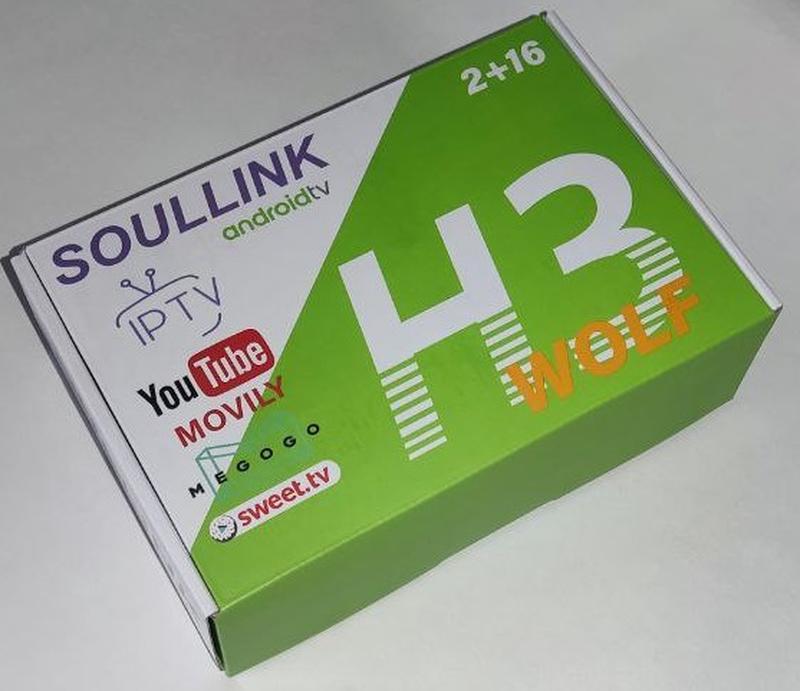 2+16
SOULLINK
androidtv
IPTV
H3
WOLF
YouTube
MOVILY
MEGOGO
sweet.tv